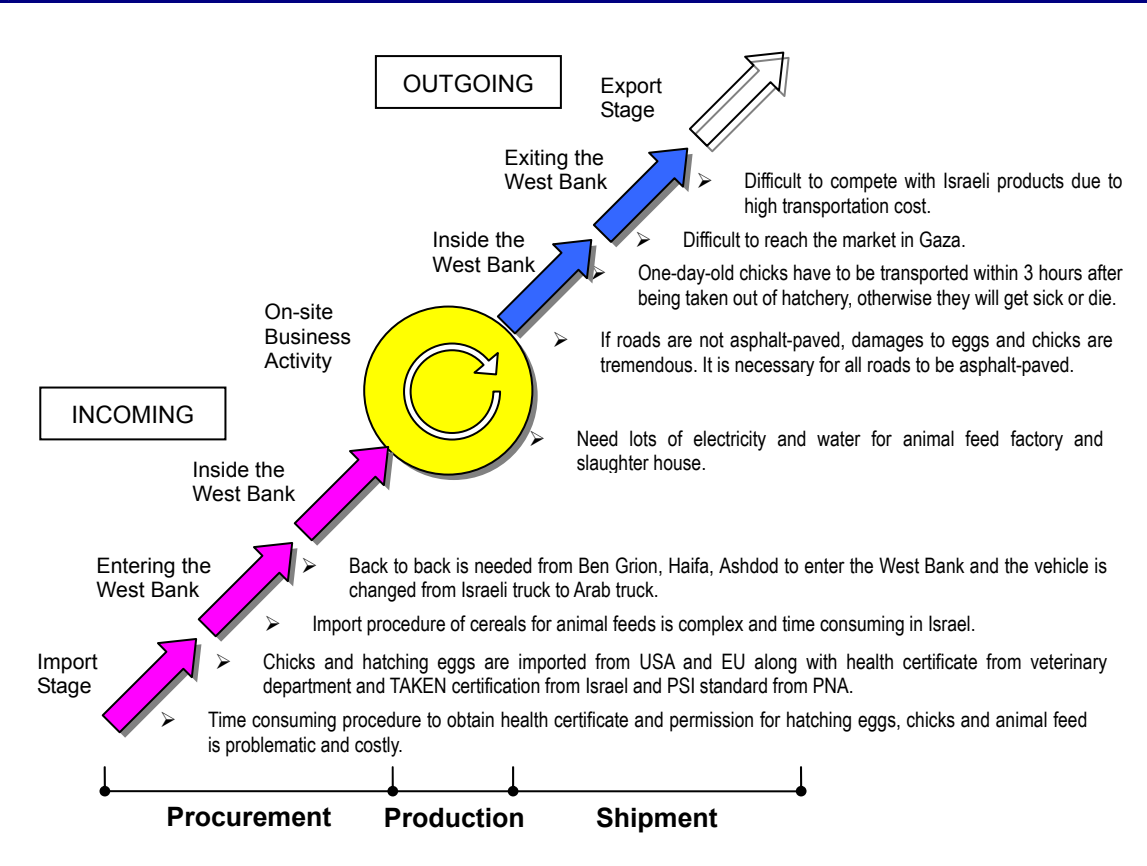 OUTGOING
Export
Stage
Exiting the
West Bank
➢ Difficult to compete with Israeli products due to
high transportation cost.
Inside the
West Bank
➢ Difficult to reach the market in Gaza.
➢ One-day-old chicks have to be transported within 3 hours after
being taken out of hatchery, otherwise they will get sick or die.
On-site
Business
Activity
➢ If roads are not asphalt-paved, damages to eggs and chicks are
tremendous. It is necessary for all roads to be asphalt-paved.
INCOMING
➢ Need lots of electricity and water for animal feed factory and
slaughter house.
Inside the
West Bank
Entering the
West Bank
➢ Back to back is needed from Ben Grion, Haifa, Ashdod to enter the West Bank and the vehicle is
changed from Israeli truck to Arab truck.
➢ Import procedure of cereals for animal feeds is complex and time consuming in Israel.
Import
Stage
➢ Chicks and hatching eggs are imported from USA and EU along with health certificate from veterinary
department and TAKEN certification from Israel and PSI standard from PNA.
➢ Time consuming procedure to obtain health certificate and permission for hatching eggs, chicks and animal feed
is problematic and costly.
Procurement Production Shipment